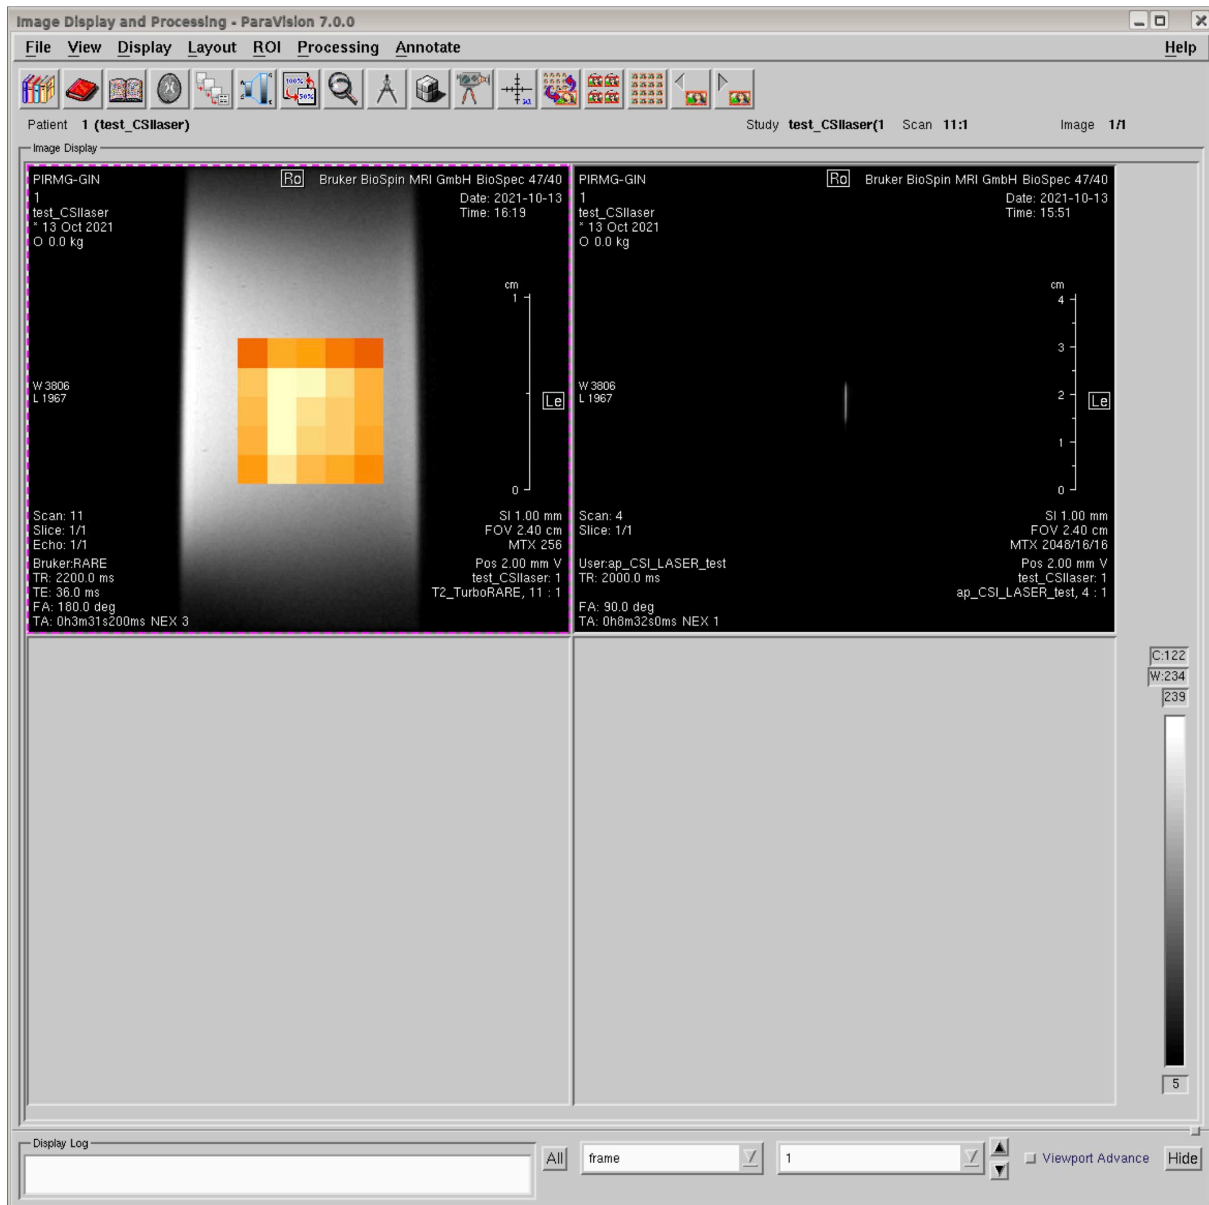 Image Display and Processing - ParaVision 7.0.0
File View Display Layout ROI Processing Annotate Help
100% 50%
Patient 1 (test_CSIlaser) Study test_CSIlaser(1 Scan 11:1 Image 1/1
Image Display
PIRMG-GIN Ro Bruker BioSpin MRI GmbH BioSpec 47/40
1 Date: 2021-10-13
test_CSIlaser Time: 16:19
* 13 Oct 2021
O 0.0 kg
cm
1
W 3806
L 1967 Le
0
Scan: 11 SI 1.00 mm
Slice: 1/1 FOV 2.40 cm
Echo: 1/1 MTX 256
Bruker:RARE Pos 2.00 mm V
TR: 2200.0 ms test_CSIlaser: 1
TE: 36.0 ms T2_TurboRARE, 11 : 1
FA: 180.0 deg
TA: 0h3m31s200ms NEX 3
PIRMG-GIN Ro Bruker BioSpin MRI GmbH BioSpec 47/40
1 Date: 2021-10-13
test_CSIlaser Time: 15:51
* 13 Oct 2021
O 0.0 kg
cm
4
3
W 3806
L 1967 2 Le
1
0
Scan: 4 SI 1.00 mm
Slice: 1/1 FOV 2.40 cm
MTX 2048/16/16
User:ap_CSI_LASER_test Pos 2.00 mm V
TR: 2000.0 ms test_CSIlaser: 1
ap_CSI_LASER_test, 4 : 1
FA: 90.0 deg
TA: 0h8m32s0ms NEX 1
C:122
W:234
239
5
Display Log
All frame 1 Viewport Advance Hide